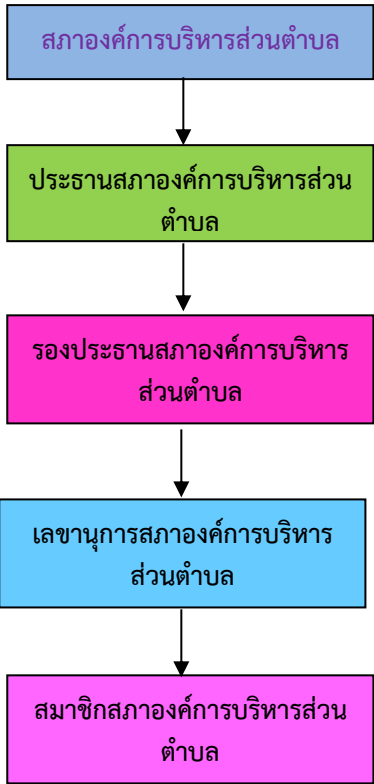 สภาองค์การบริหารส่วนตำบล
ประธานสภาองค์การบริหารส่วน
ตำบล
รองประธานสภาองค์การบริหาร
ส่วนตำบล
เลขานุการสภาองค์การบริหาร
ส่วนตำบล
สมาชิกสภาองค์การบริหารส่วน
ตำบล